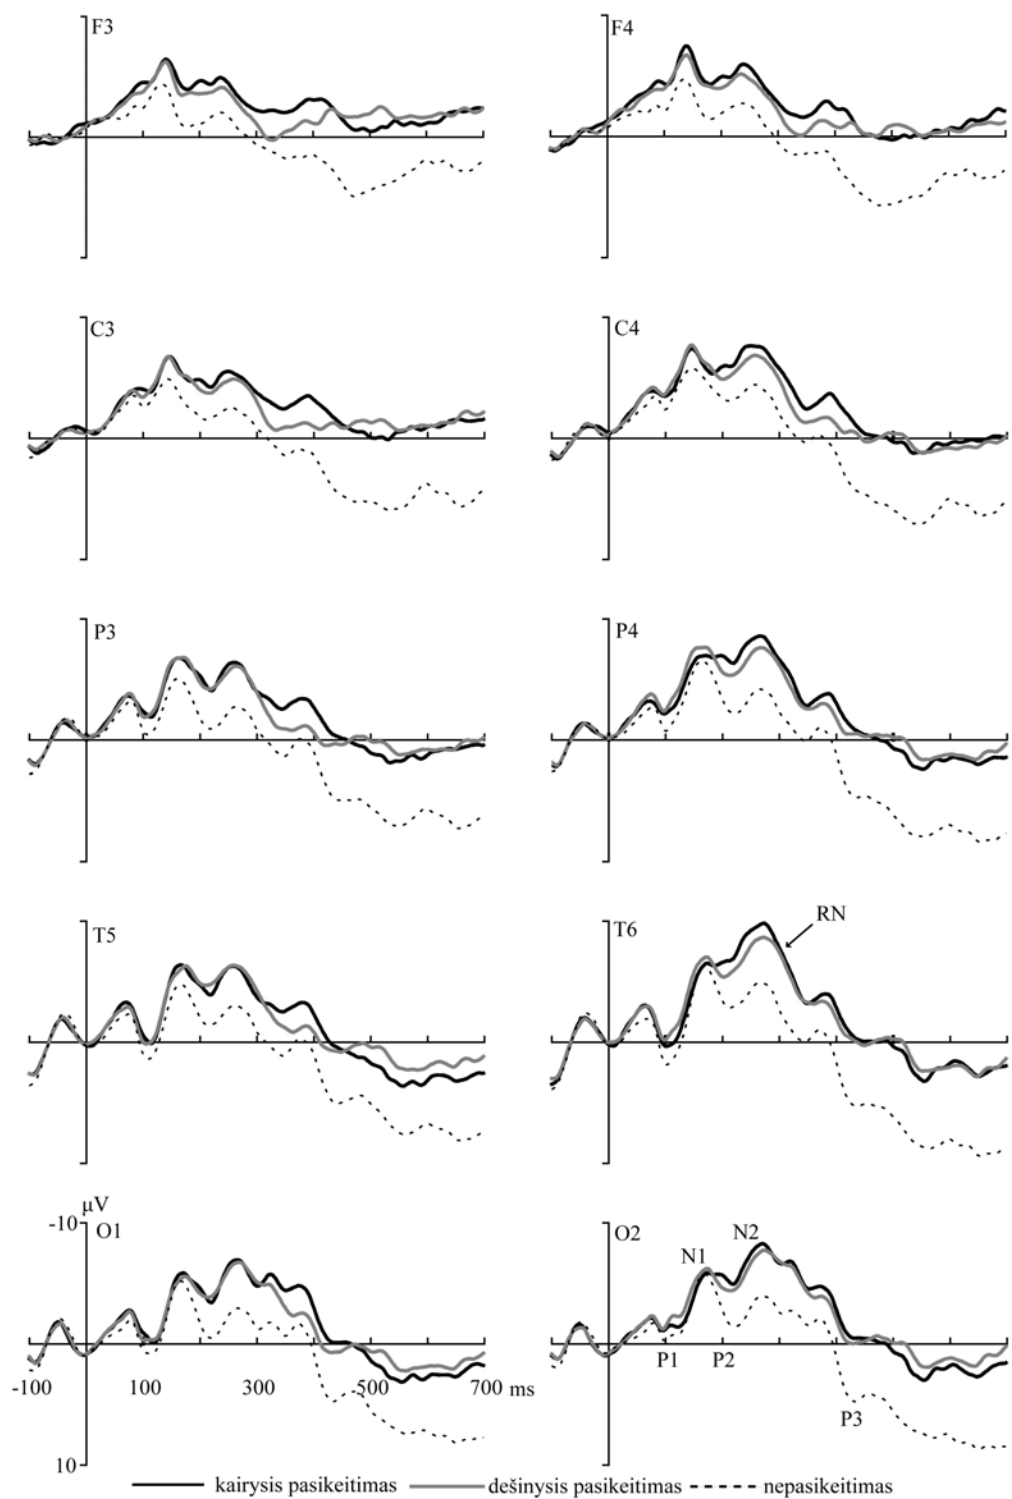 F3
F4
C3
C4
P3
P4
T5
T6
RN
µV
-10
O1
O2
N1
N2
P1
P2
P3
-100
100
300
500
700 ms
10
kairysis pasikeitimas
dešinysis pasikeitimas
nepasikeitimas